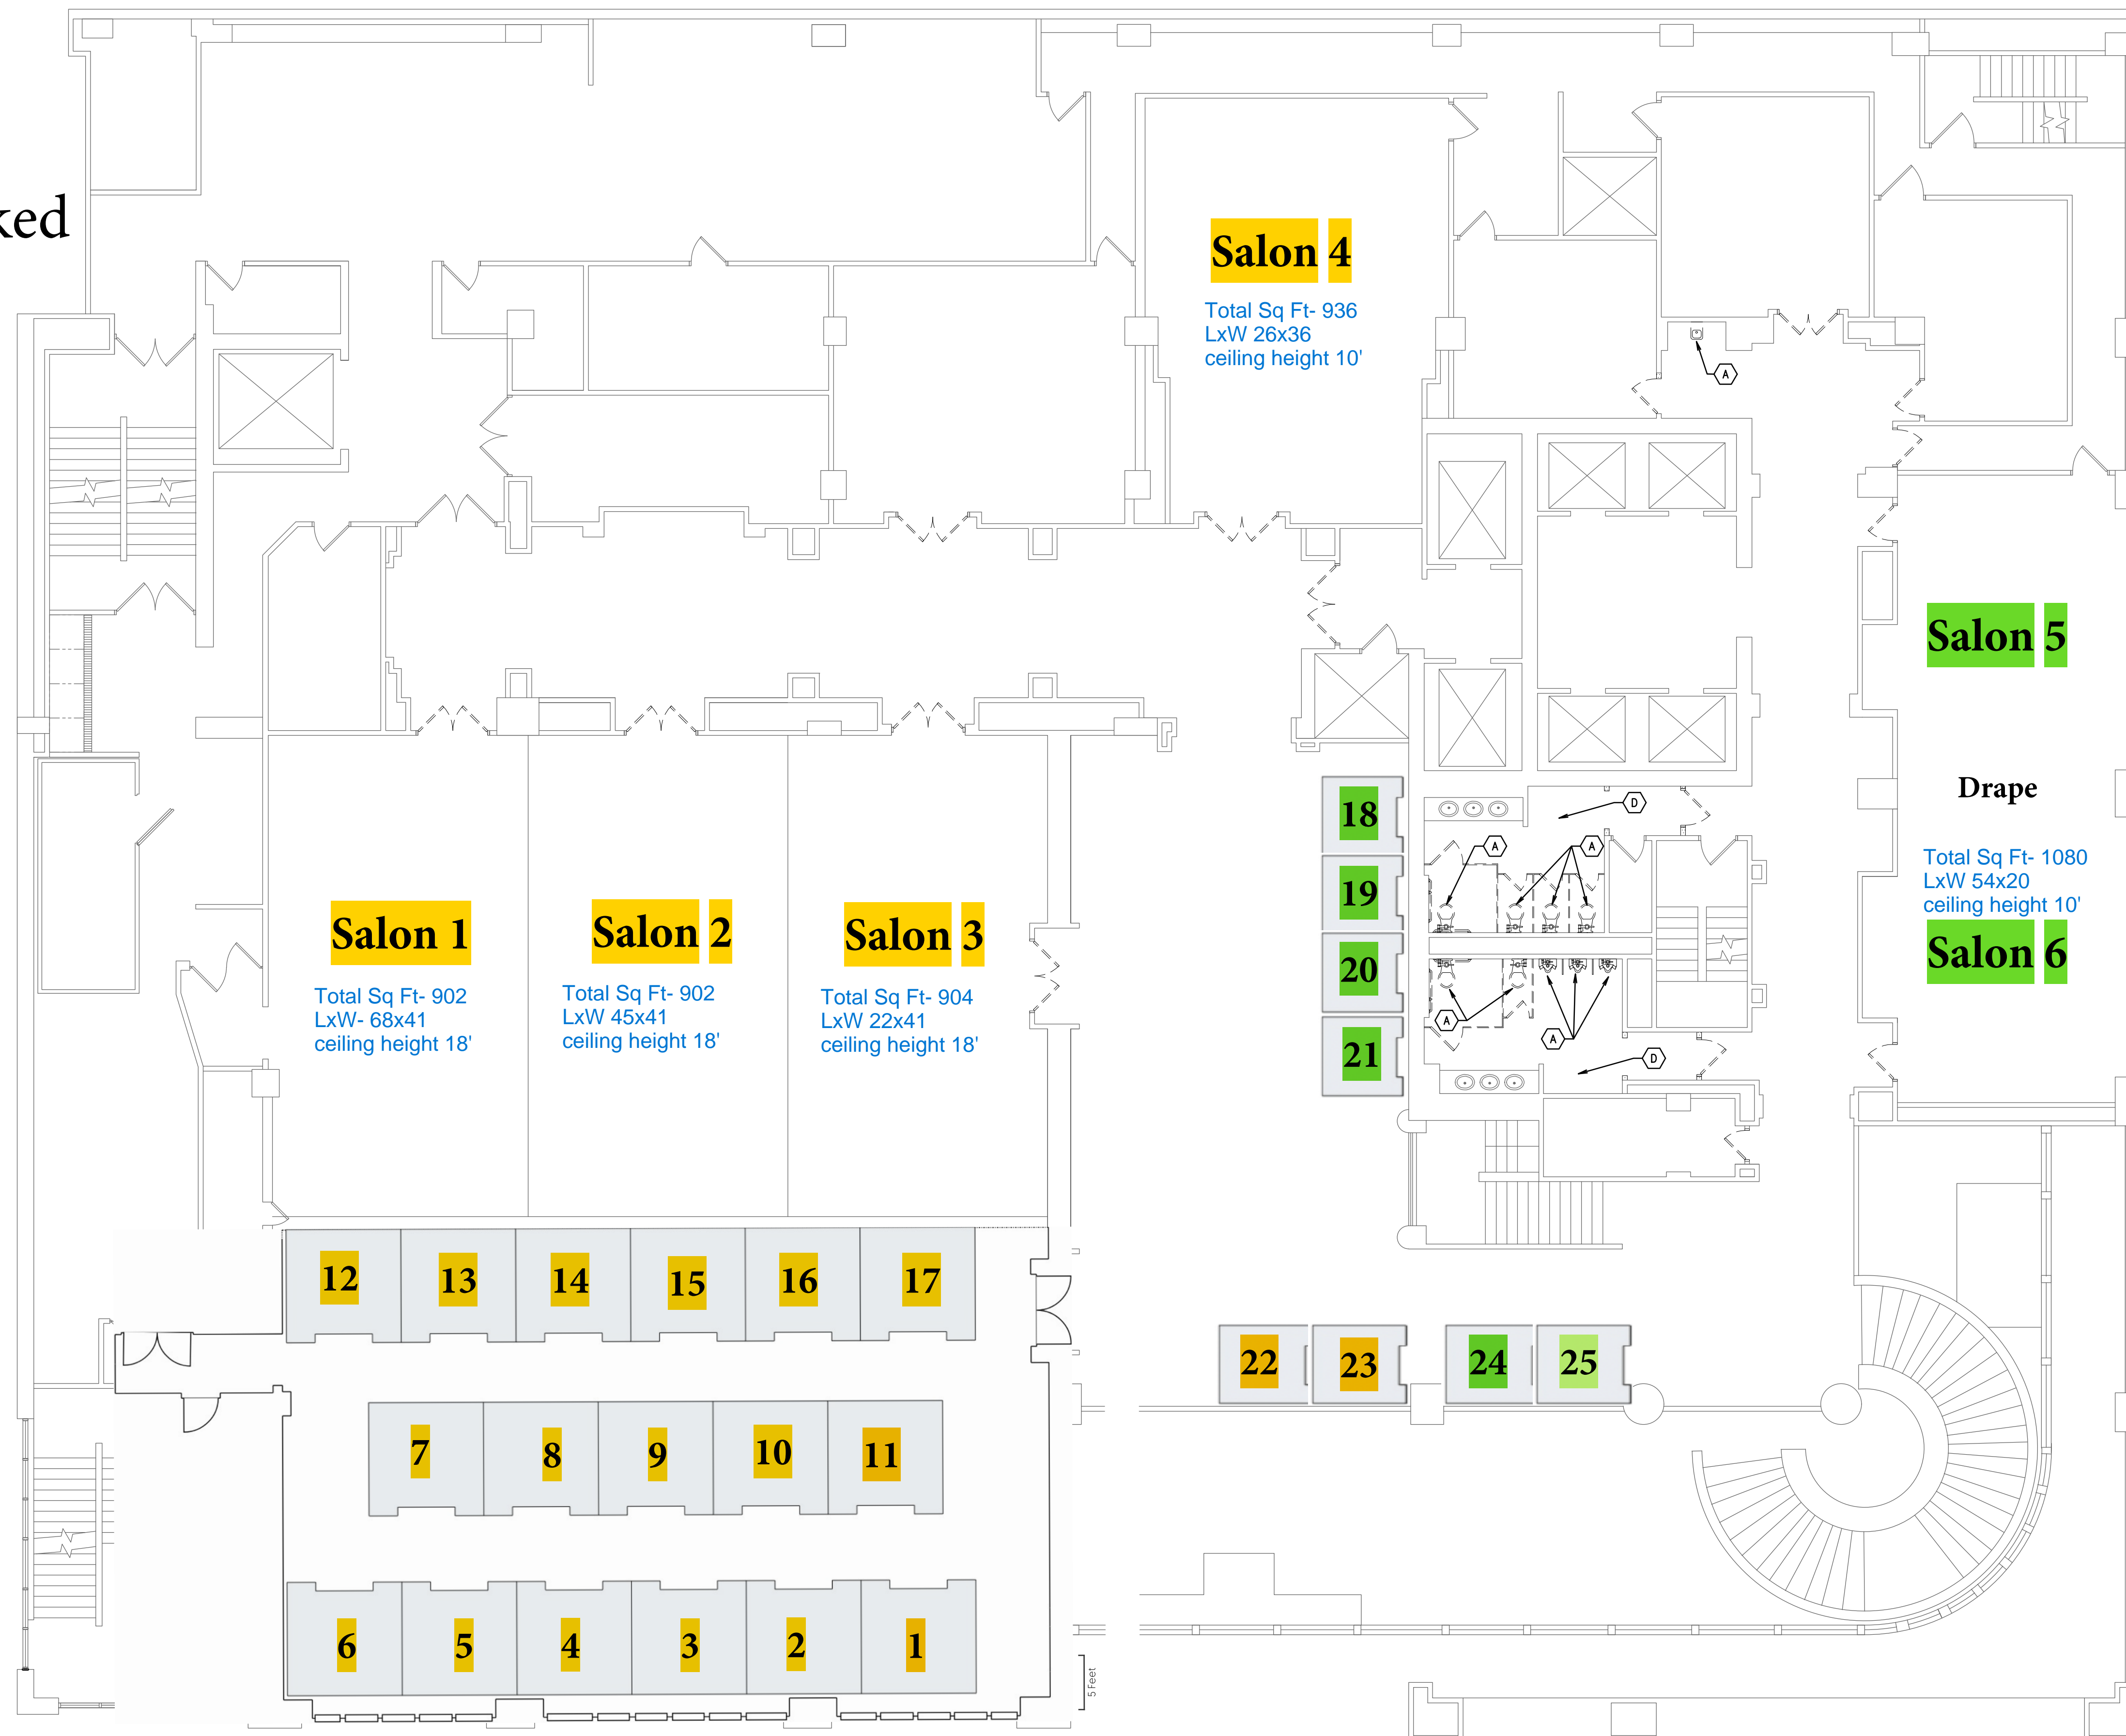 ked
Salon 4
Total Sq Ft- 936
LxW 26x36
ceiling height 10'
A
Salon 5
Drape
Total Sq Ft- 1080
LxW 54x20
ceiling height 10'
Salon 6
18
19
20
21
D
A
A
A
A
D
Salon 1
Total Sq Ft- 902
LxW- 68x41
ceiling height 18'
Salon 2
Total Sq Ft- 902
LxW 45x41
ceiling height 18'
Salon 3
Total Sq Ft- 904
LxW 22x41
ceiling height 18'
12
13
14
15
16
17
22
23
24
25
7
8
9
10
11
6
5
4
3
2
1
5 Feet